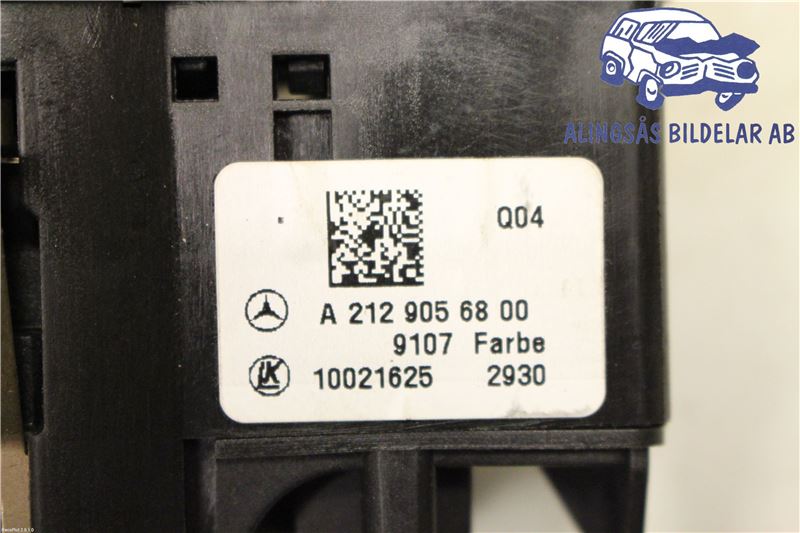 ALINGSÅS BILDELAR AB
Q04
A 212 905 68 00
9107 Farbe
10021625 2930